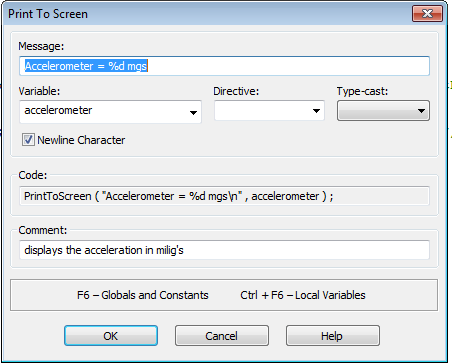 Print To Screen
Message:
Accelerometer = %d mgs
Variable: Directive: Type-cast:
accelerometer
Newline Character
Code:
PrintToScreen ( "Accelerometer = %d mgs\n" , accelerometer ) ;
Comment:
displays the acceleration in milig's
F6 – Globals and Constants Ctrl + F6 – Local Variables
OK Cancel Help